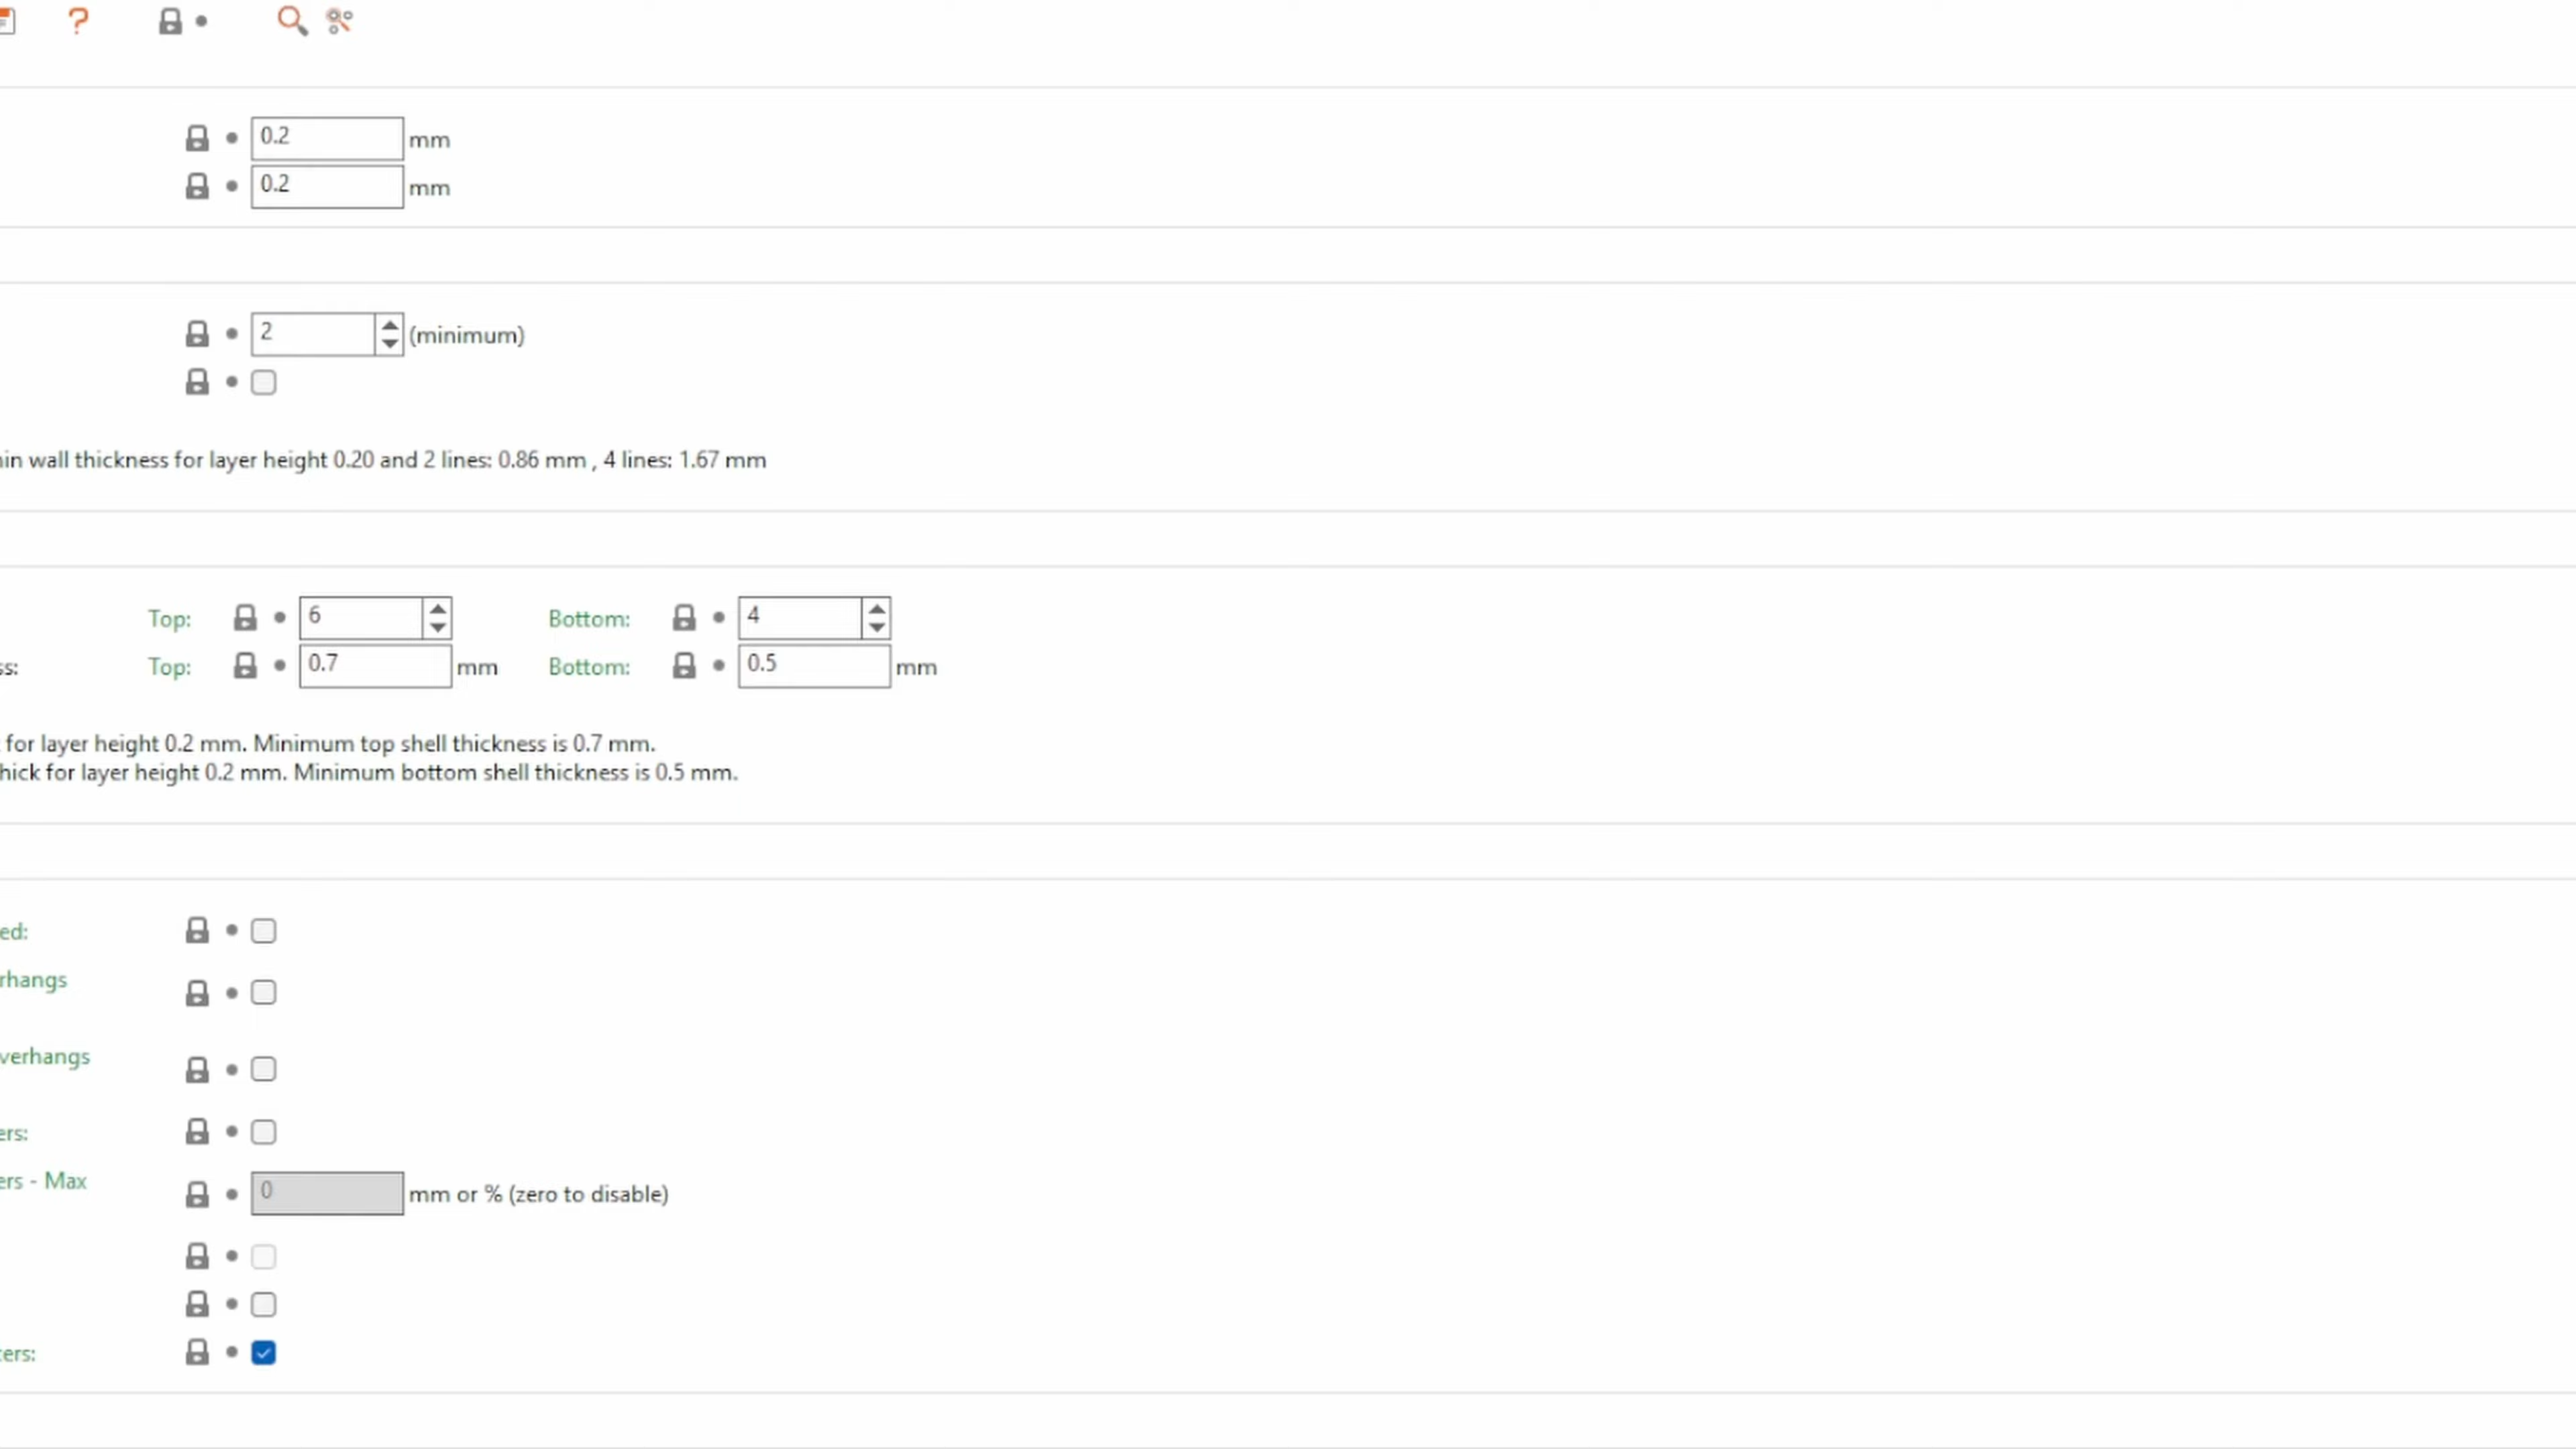 ?
0.2 mm
0.2 mm
2 (minimum)
wall thickness for layer height 0.20 and 2 lines: 0.86 mm , 4 lines: 1.67 mm
Top: 6 Bottom: 4
Top: 0.7 mm Bottom: 0.5 mm
for layer height 0.2 mm. Minimum top shell thickness is 0.7 mm.
hick for layer height 0.2 mm. Minimum bottom shell thickness is 0.5 mm.
ed:
rhangs
verhangs
ers:
ers - Max
0 mm or % (zero to disable)
ters: